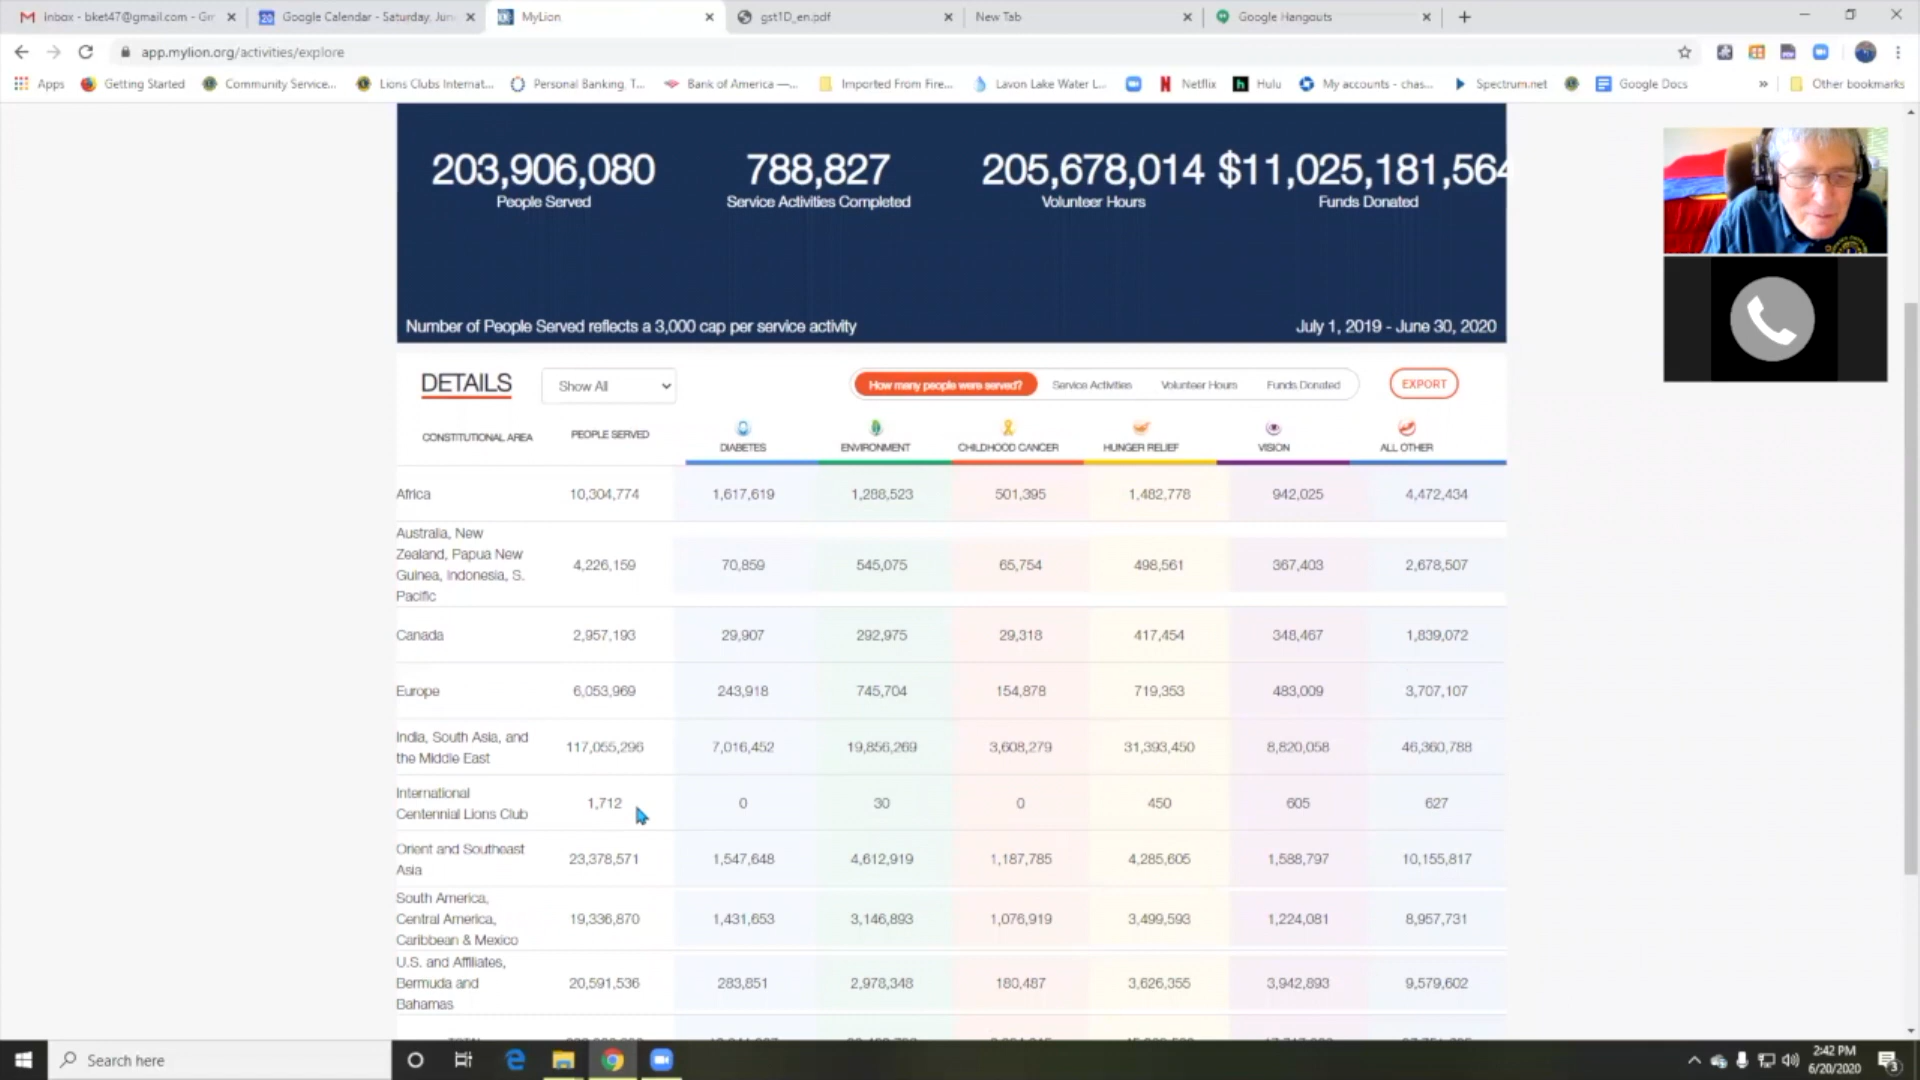 Inbox - bket47@gmail.com - Gm
Google Calendar - Saturday, June
MyLion
gst1D_en.pdf
New Tab
Google Hangouts
app.mylion.org/activities/explore
Apps
Getting Started
Community Service...
Lions Clubs Internat...
Personal Banking, T...
Bank of America —...
Imported From Fire...
Lavon Lake Water L...
Netflix
Hulu
My accounts - chas...
Spectrum.net
Google Docs
Other bookmarks
203,906,080 788,827 205,678,014 $11,025,181,564
People Served Service Activities Completed Volunteer Hours Funds Donated
Number of People Served reflects a 3,000 cap per service activity July 1, 2019 - June 30, 2020
DETAILS Show All How many people were served? Service Activities Volunteer Hours Funds Donated EXPORT
CONSTITUTIONAL AREA PEOPLE SERVED DIABETES ENVIRONMENT CHILDHOOD CANCER HUNGER RELIEF VISION ALL OTHER
Africa 10,304,774 1,617,619 1,288,523 501,395 1,482,778 942,025 4,472,434
Australia, New
Zealand, Papua New
Guinea, Indonesia, S.
Pacific
4,226,159 70,859 545,075 65,754 498,561 367,403 2,678,507
Canada 2,957,193 29,907 292,975 29,318 417,454 348,467 1,839,072
Europe 6,053,969 243,918 745,704 154,878 719,353 483,009 3,707,107
India, South Asia, and
the Middle East
117,055,296 7,016,452 19,856,269 3,608,279 31,393,450 8,820,058 46,360,788
International
Centennial Lions Club
1,712 0 30 0 450 605 627
Orient and Southeast
Asia
23,378,571 1,547,648 4,612,919 1,187,785 4,285,605 1,588,797 10,155,817
South America,
Central America,
Caribbean & Mexico
19,336,870 1,431,653 3,146,893 1,076,919 3,499,593 1,224,081 8,957,731
U.S. and Affiliates,
Bermuda and
Bahamas
20,591,536 283,851 2,978,348 180,487 3,626,355 3,942,893 9,579,602
Search here
2:42 PM
6/20/2020
3